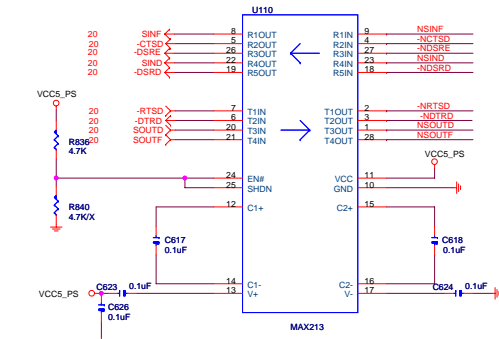 U110
20 SINF 8 R1OUT R1IN 9 NSINF
20 -CTSD 5 R2OUT R2IN 4 -NCTSD
20 -DSRE 26 R3OUT R3IN 27 -NDSRE
20 SIND 22 R4OUT R4IN 23 NSIND
20 -DSRD 19 R5OUT R5IN 18 -NDSRD
VCC5_PS
20 -RTSD 7 T1IN T1OUT 2 -NRTSD
20 -DTRD 6 T2IN T2OUT 3 -NDTRD
20 SOUTD 20 T3IN T3OUT 1 NSOUTD
20 SOUTF 21 T4IN T4OUT 28 NSOUTF
R836
4.7K
VCC5_PS
24 EN# VCC 11
25 SHDN GND 10
R840
4.7K/X
12 C1+ C2+ 15
C617
0.1uF
C618
0.1uF
14 C1- C2- 16
VCC5_PS C623 0.1uF 13 V+ V- 17 C624 0.1uF
C626
0.1uF
MAX213